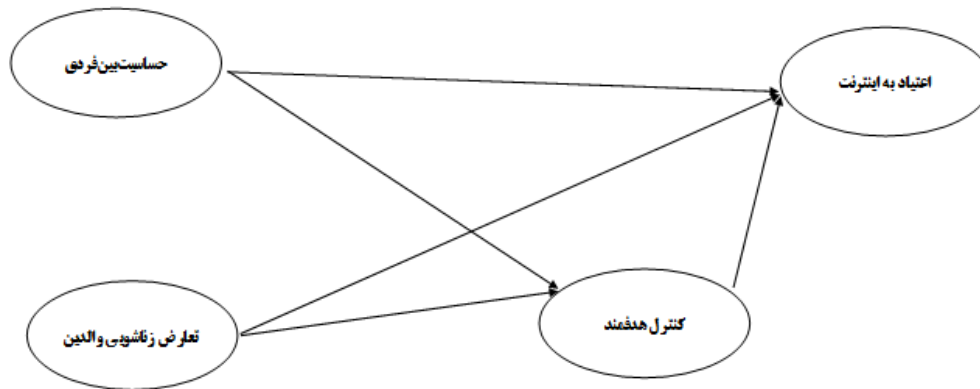 حساسیت‌بین‌فردی
اعتیاد به اینترنت
تعارض زناشویی والدین
کنترل هدفمند